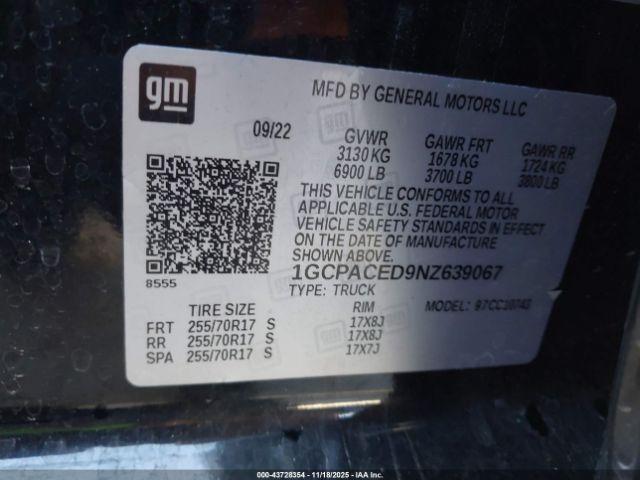 gm
MFD BY GENERAL MOTORS LLC
09/22 GVWR GAWR FRT GAWR RR
3130 KG 1678 KG 1724 KG
6900 LB 3700 LB 3800 LB
THIS VEHICLE CONFORMS TO ALL
APPLICABLE U.S. FEDERAL MOTOR
VEHICLE SAFETY STANDARDS IN EFFECT
ON THE DATE OF MANUFACTURE
SHOWN ABOVE.
1GCPACED9NZ639067
8555
TYPE: TRUCK MODEL: 97CC10743
TIRE SIZE RIM
FRT 255/70R17 S 17X8J
RR 255/70R17 S 17X8J
SPA 255/70R17 S 17X7J
000-43728354 - 11/18/2025 - IAA Inc.